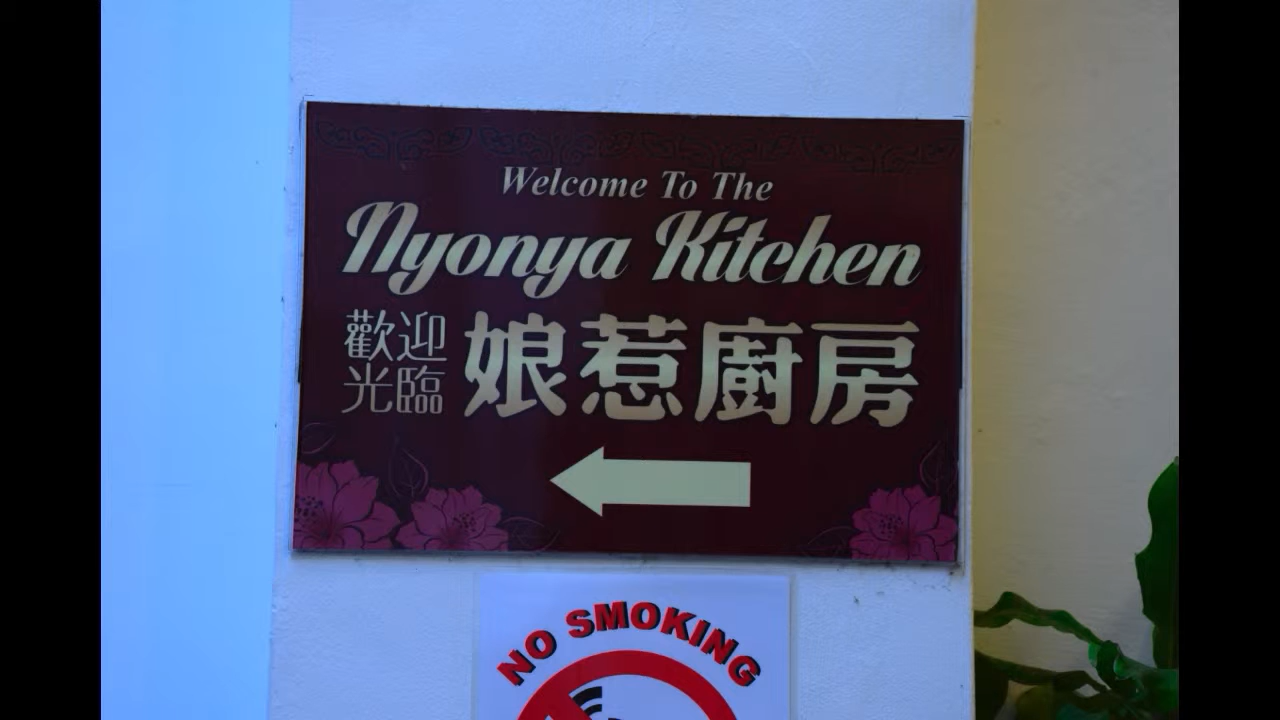 Welcome To The
Nyonya Kitchen
歡迎
光臨
娘惹廚房
NO SMOKING